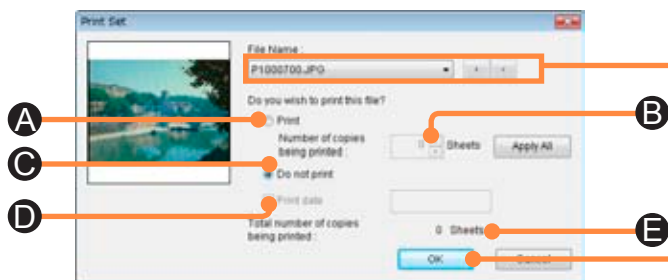 Print Set
File Name :
P1000700.JPG
Do you wish to print this file?
A
Print
B
Number of copies
being printed :
0
Sheets
Apply All
C
Do not print
D
Print date
Total number of copies
being printed :
0 Sheets
E
OK
Cancel